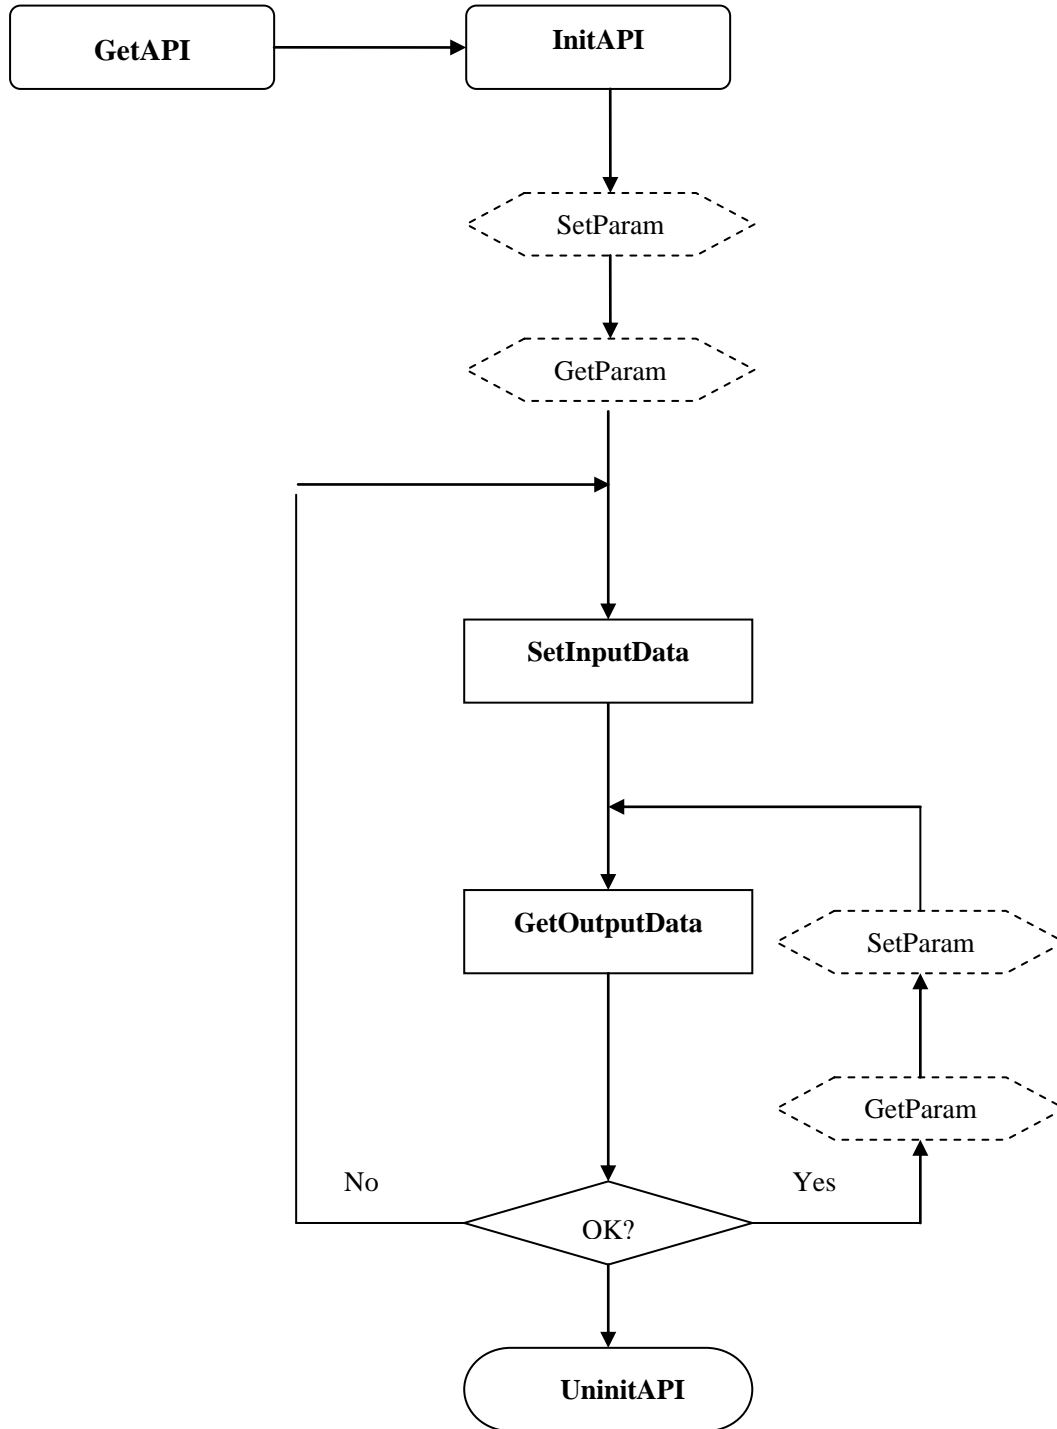 GetAPI
InitAPI
SetParam
GetParam
SetInputData
GetOutputData
SetParam
GetParam
No
Yes
OK?
UninitAPI